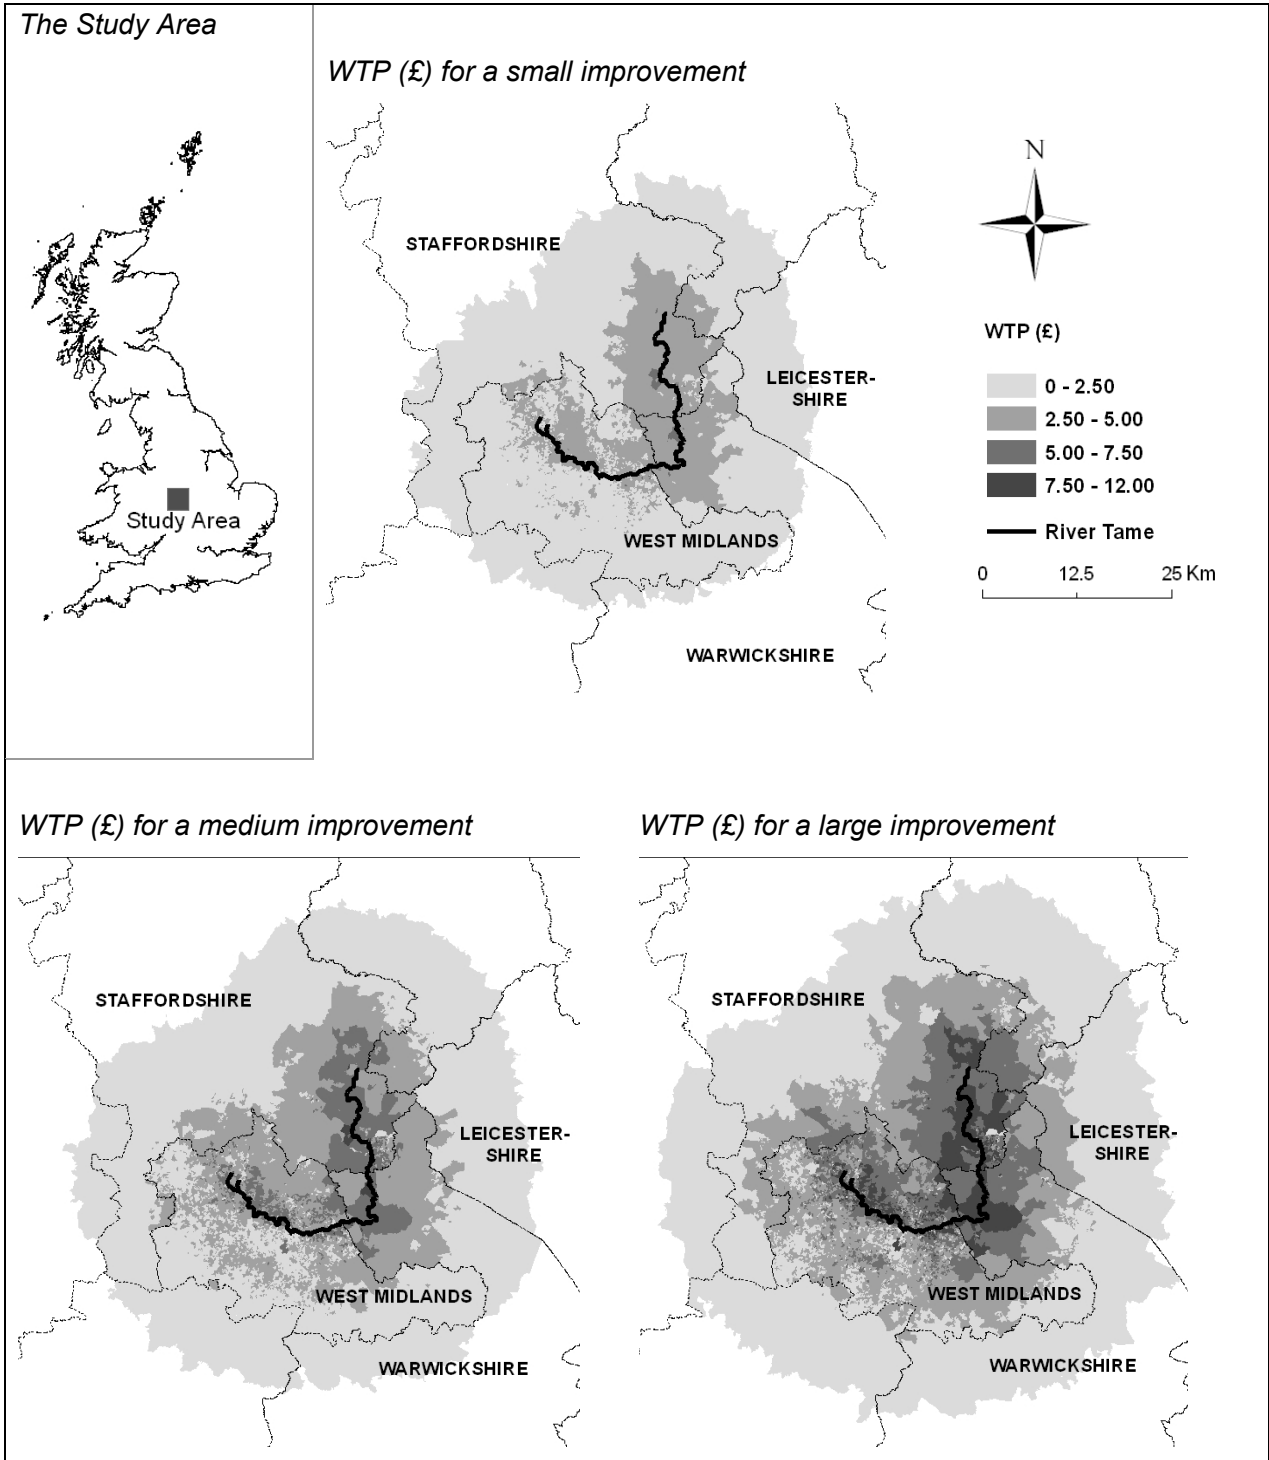 The Study Area
Study Area
WTP (£) for a small improvement
STAFFORDSHIRE
LEICESTER-
SHIRE
WEST MIDLANDS
WARWICKSHIRE
N
WTP (£)
0 - 2.50
2.50 - 5.00
5.00 - 7.50
7.50 - 12.00
River Tame
0 12.5 25 Km
WTP (£) for a medium improvement
STAFFORDSHIRE
LEICESTER-
SHIRE
WEST MIDLANDS
WARWICKSHIRE
WTP (£) for a large improvement
STAFFORDSHIRE
LEICESTER-
SHIRE
WEST MIDLANDS
WARWICKSHIRE